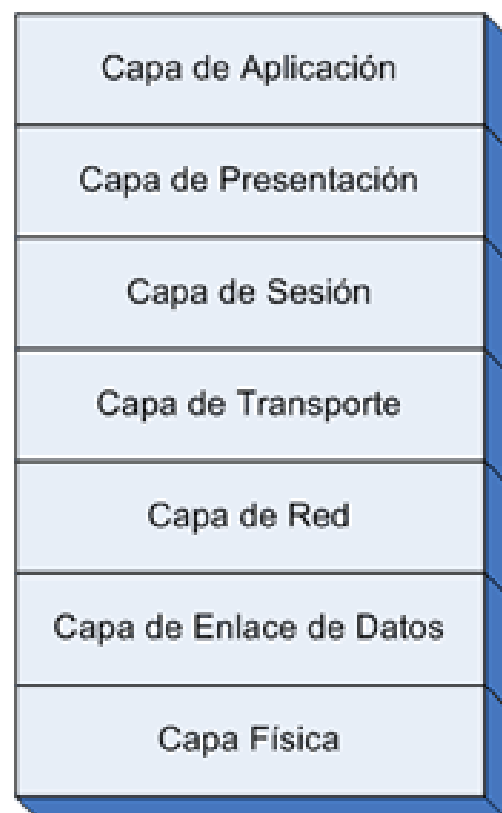 Capa de Aplicación
Capa de Presentación
Capa de Sesión
Capa de Transporte
Capa de Red
Capa de Enlace de Datos
Capa Física